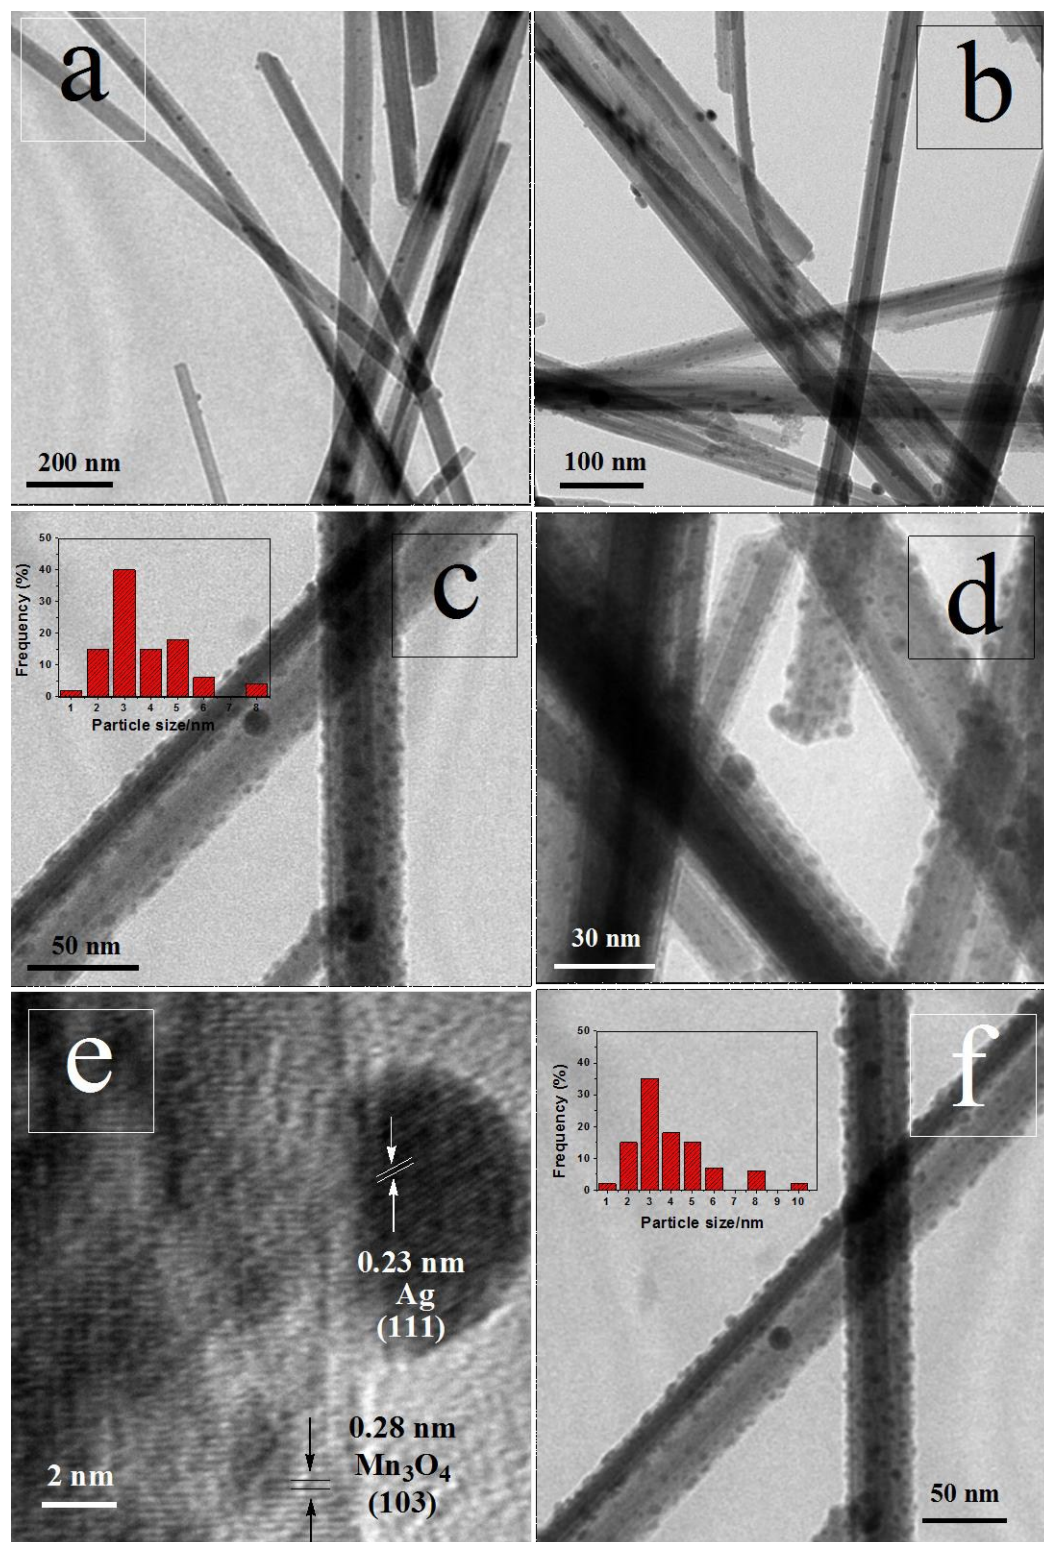 a
200 nm
b
100 nm
c
Frequency (%)
50
40
30
20
10
0
1 2 3 4 5 6 7 8
Particle size/nm
50 nm
d
30 nm
e
0.23 nm
Ag
(111)
0.28 nm
Mn₃O₄
(103)
2 nm
f
Frequency (%)
50
40
30
20
10
0
1 2 3 4 5 6 7 8 9 10
Particle size/nm
50 nm